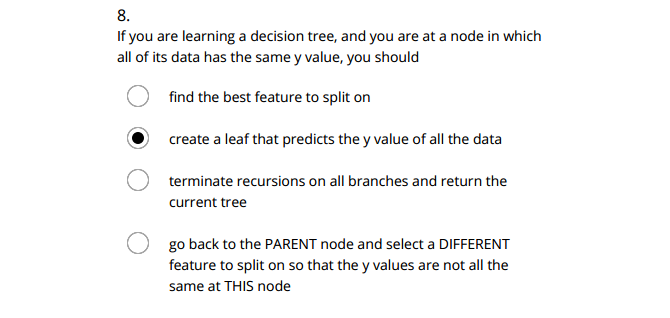 8.
If you are learning a decision tree, and you are at a node in which
all of its data has the same y value, you should
find the best feature to split on
create a leaf that predicts the y value of all the data
terminate recursions on all branches and return the
current tree
go back to the PARENT node and select a DIFFERENT
feature to split on so that the y values are not all the
same at THIS node